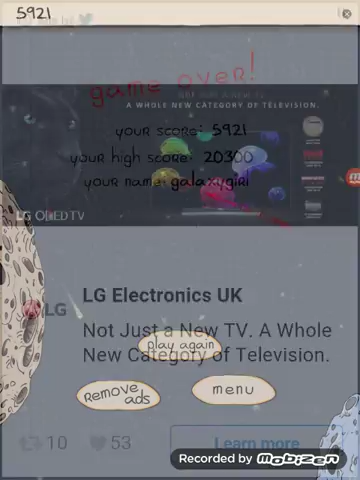 5921
game over!
A WHOLE NEW CATEGORY OF TELEVISION.
your score: 5921
your high score: 20300
your name: galaxygirl
LG OLED TV
LG
LG Electronics UK
Not Just a New TV. A Whole
New Category of Television.
Play again
Remove ads
menu
10
53
Learn more
Recorded by mobizen